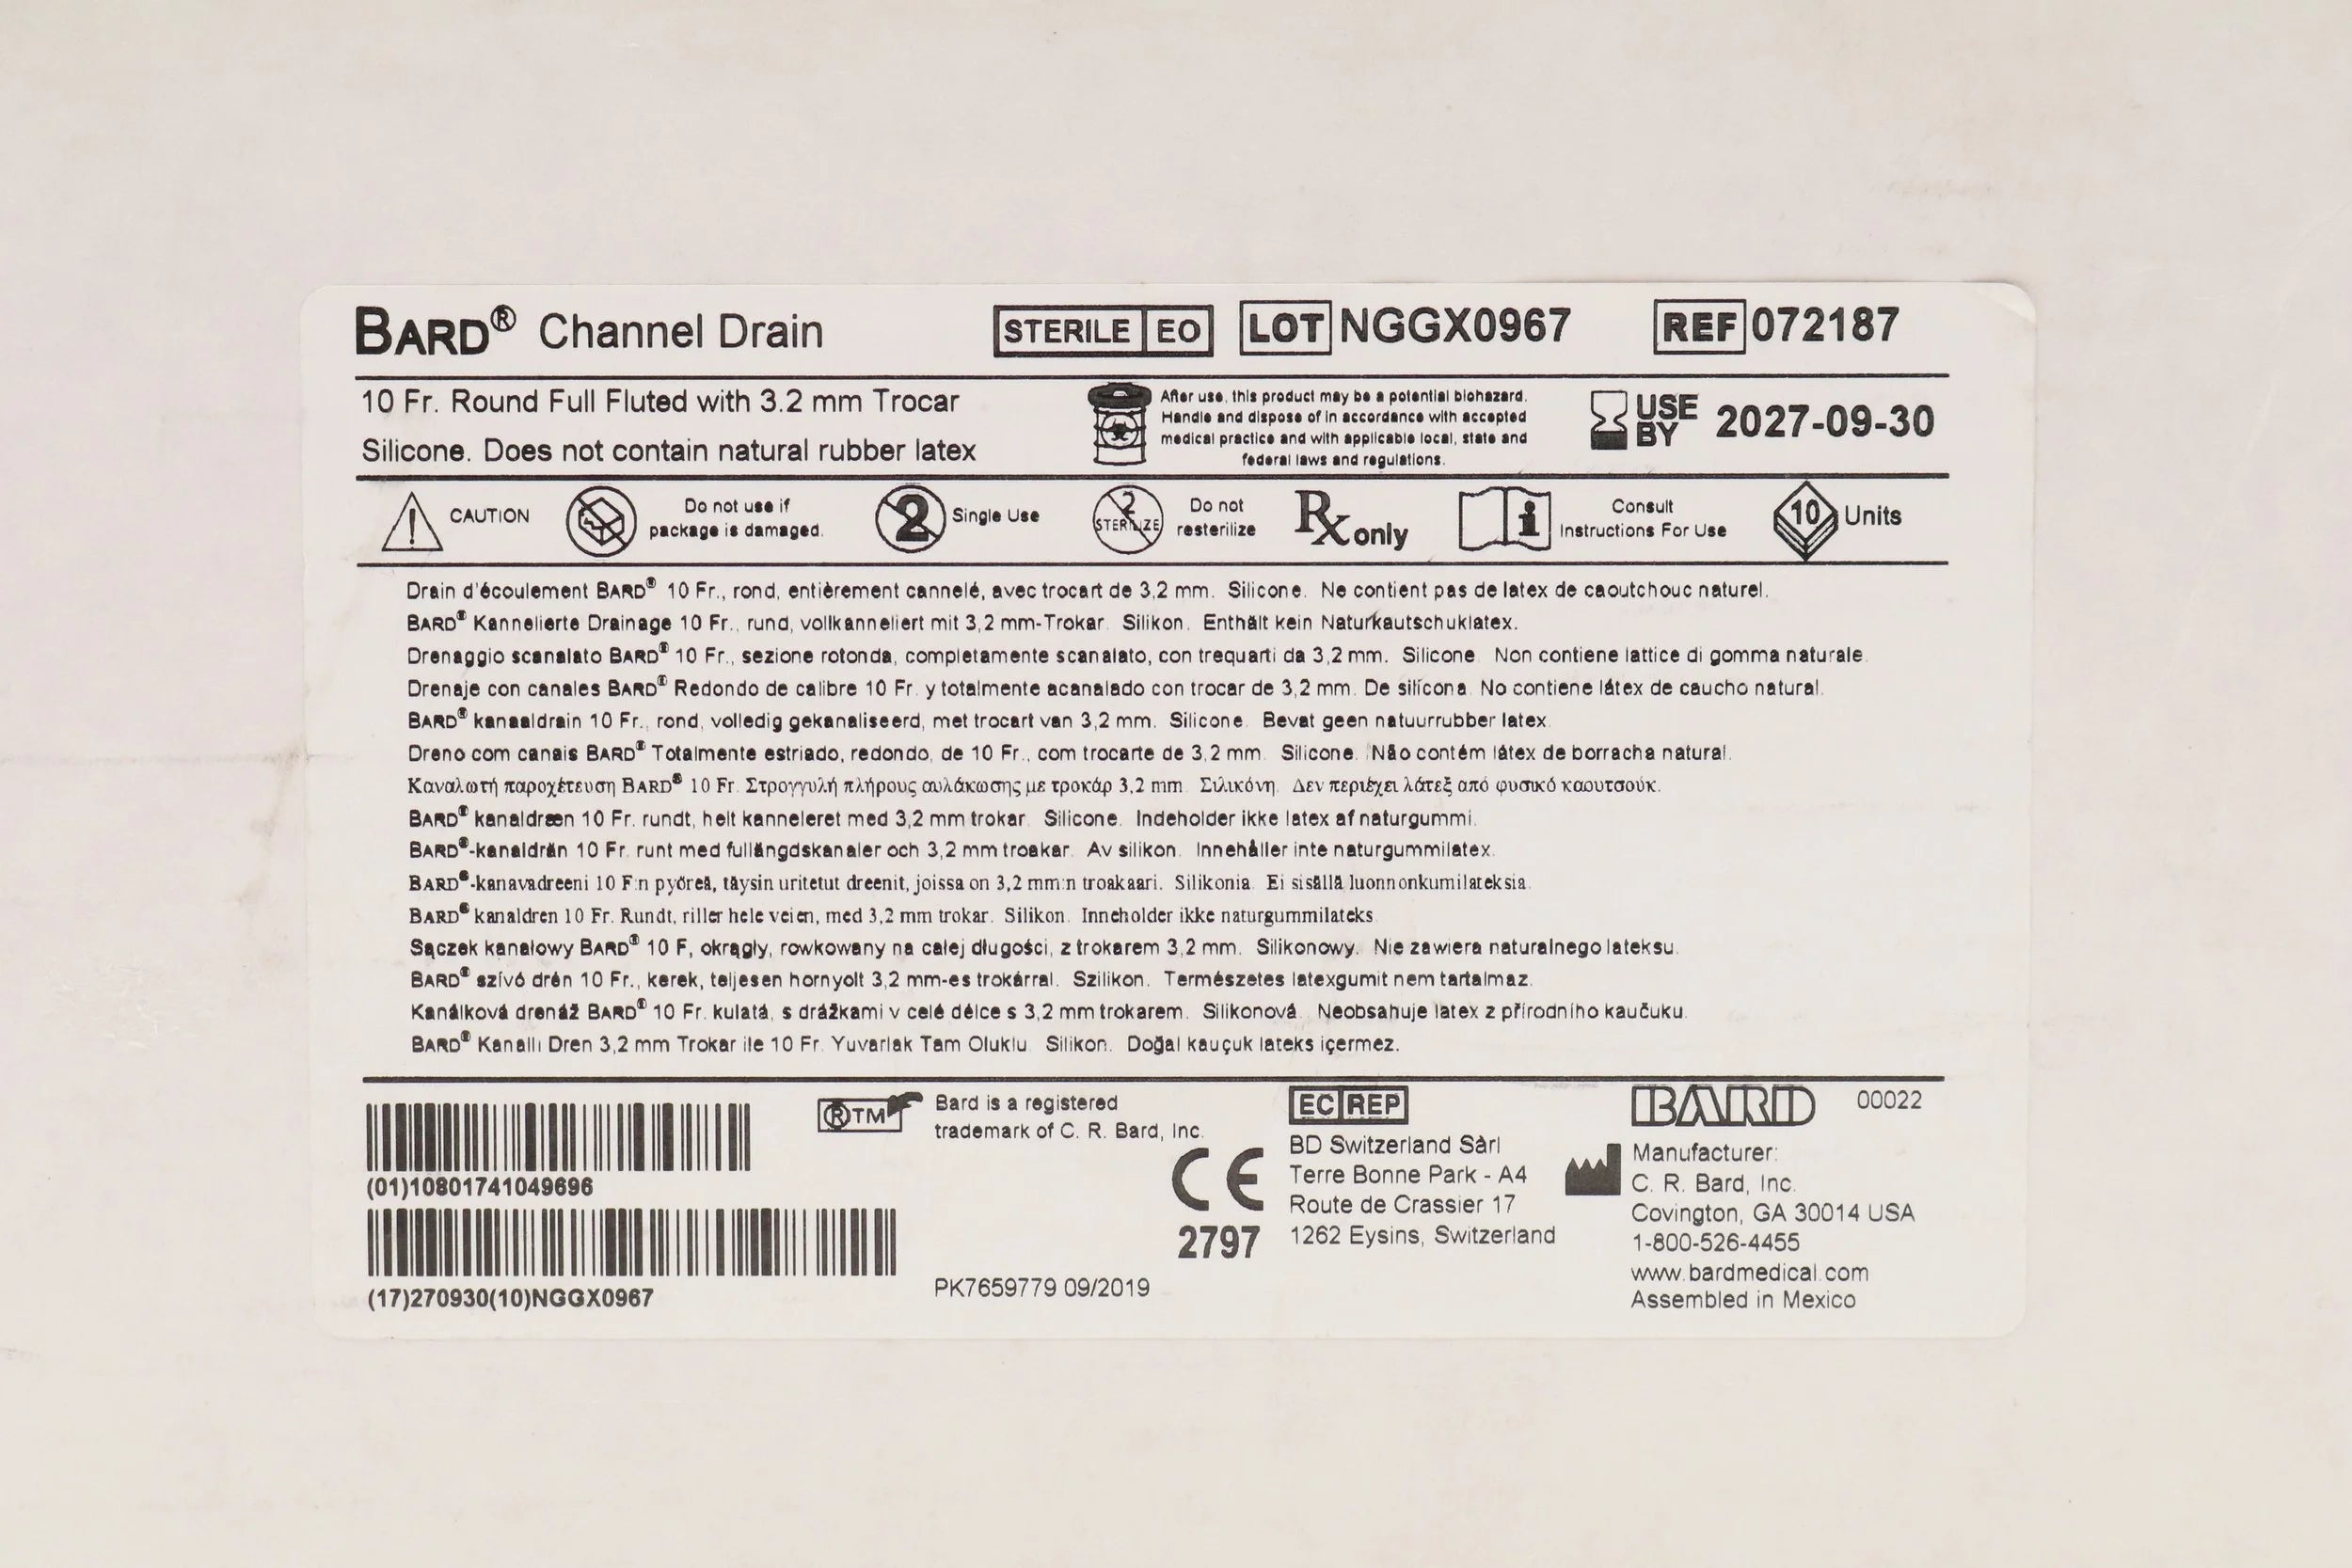 BARD® Channel Drain
STERILE EO
LOT NGGX0967
REF 072187
10 Fr. Round Full Fluted with 3.2 mm Trocar
Silicone. Does not contain natural rubber latex
After use, this product may be a potential biohazard.
Handle and dispose of in accordance with accepted
medical practice and with applicable local, state and
federal laws and regulations.
USE BY 2027-09-30
CAUTION
Do not use if
package is damaged.
2
Single Use
2
STERILIZE
Do not
resterilize
Rx only
i
Consult
Instructions For Use
10 Units
Drain d'écoulement BARD® 10 Fr., rond, entièrement cannelé, avec trocart de 3,2 mm. Silicone. Ne contient pas de latex de caoutchouc naturel.
BARD® Kannelierte Drainage 10 Fr., rund, vollkanneliert mit 3,2 mm-Trokar. Silikon. Enthält kein Naturkautschuklatex.
Drenaggio scanalato BARD® 10 Fr., sezione rotonda, completamente scanalato, con trequarti da 3,2 mm. Silicone. Non contiene lattice di gomma naturale.
Drenaje con canales BARD® Redondo de calibre 10 Fr. y totalmente acanalado con trocar de 3,2 mm. De silicona. No contiene látex de caucho natural.
BARD® kanaaldrain 10 Fr., rond, volledig gekanaliseerd, met trocart van 3,2 mm. Silicone. Bevat geen natuurrubber latex.
Dreno com canais BARD® Totalmente estriado, redondo, de 10 Fr., com trocarte de 3,2 mm. Silicone. Não contém látex de borracha natural.
Καναλωτή παροχέτευση BARD® 10 Fr. Στρογγυλή πλήρους αυλάκωσης με τροκάρ 3,2 mm. Σιλικόνη. Δεν περιέχει λάτεξ από φυσικό καουτσούκ.
BARD® kanaldræn 10 Fr. rundt, helt kanneleret med 3,2 mm trokar. Silicone. Indeholder ikke latex af naturgummi.
BARD®-kanaldrän 10 Fr. runt med fullängdskanaler och 3,2 mm troakar. Av silikon. Innehåller inte naturgummilatex.
BARD®-kanavadreeni 10 F:n pyöreä, täysin uritetut dreenit, joissa on 3,2 mm:n troakaari. Silikonia. Ei sisällä luonnonkumilateksia.
BARD® kanaldren 10 Fr. Rundt, riller hele veien, med 3,2 mm trokar. Silikon. Inneholder ikke naturgummilateks.
Sączek kanałowy BARD® 10 F, okrągły, rowkowany na całej długości, z trokarem 3,2 mm. Silikonowy. Nie zawiera naturalnego lateksu.
BARD® szívó drén 10 Fr., kerek, teljesen hornyolt 3,2 mm-es trokárral. Szilikon. Természetes latexgumit nem tartalmaz.
Kanálková drenáž BARD® 10 Fr. kulatá, s drážkami v celé délce s 3,2 mm trokarem. Silikonová. Neobsahuje latex z přírodního kaučuku.
BARD® Kanallı Dren 3,2 mm Trokar ile 10 Fr. Yuvarlak Tam Oluklu. Silikon. Doğal kauçuk lateks içermez.
(01)10801741049696
(17)270930(10)NGGX0967
®TM
Bard is a registered
trademark of C. R. Bard, Inc.
PK7659779 09/2019
CE
2797
EC REP
BD Switzerland Sàrl
Terre Bonne Park - A4
Route de Crassier 17
1262 Eysins, Switzerland
BARD 00022
Manufacturer:
C. R. Bard, Inc.
Covington, GA 30014 USA
1-800-526-4455
www.bardmedical.com
Assembled in Mexico